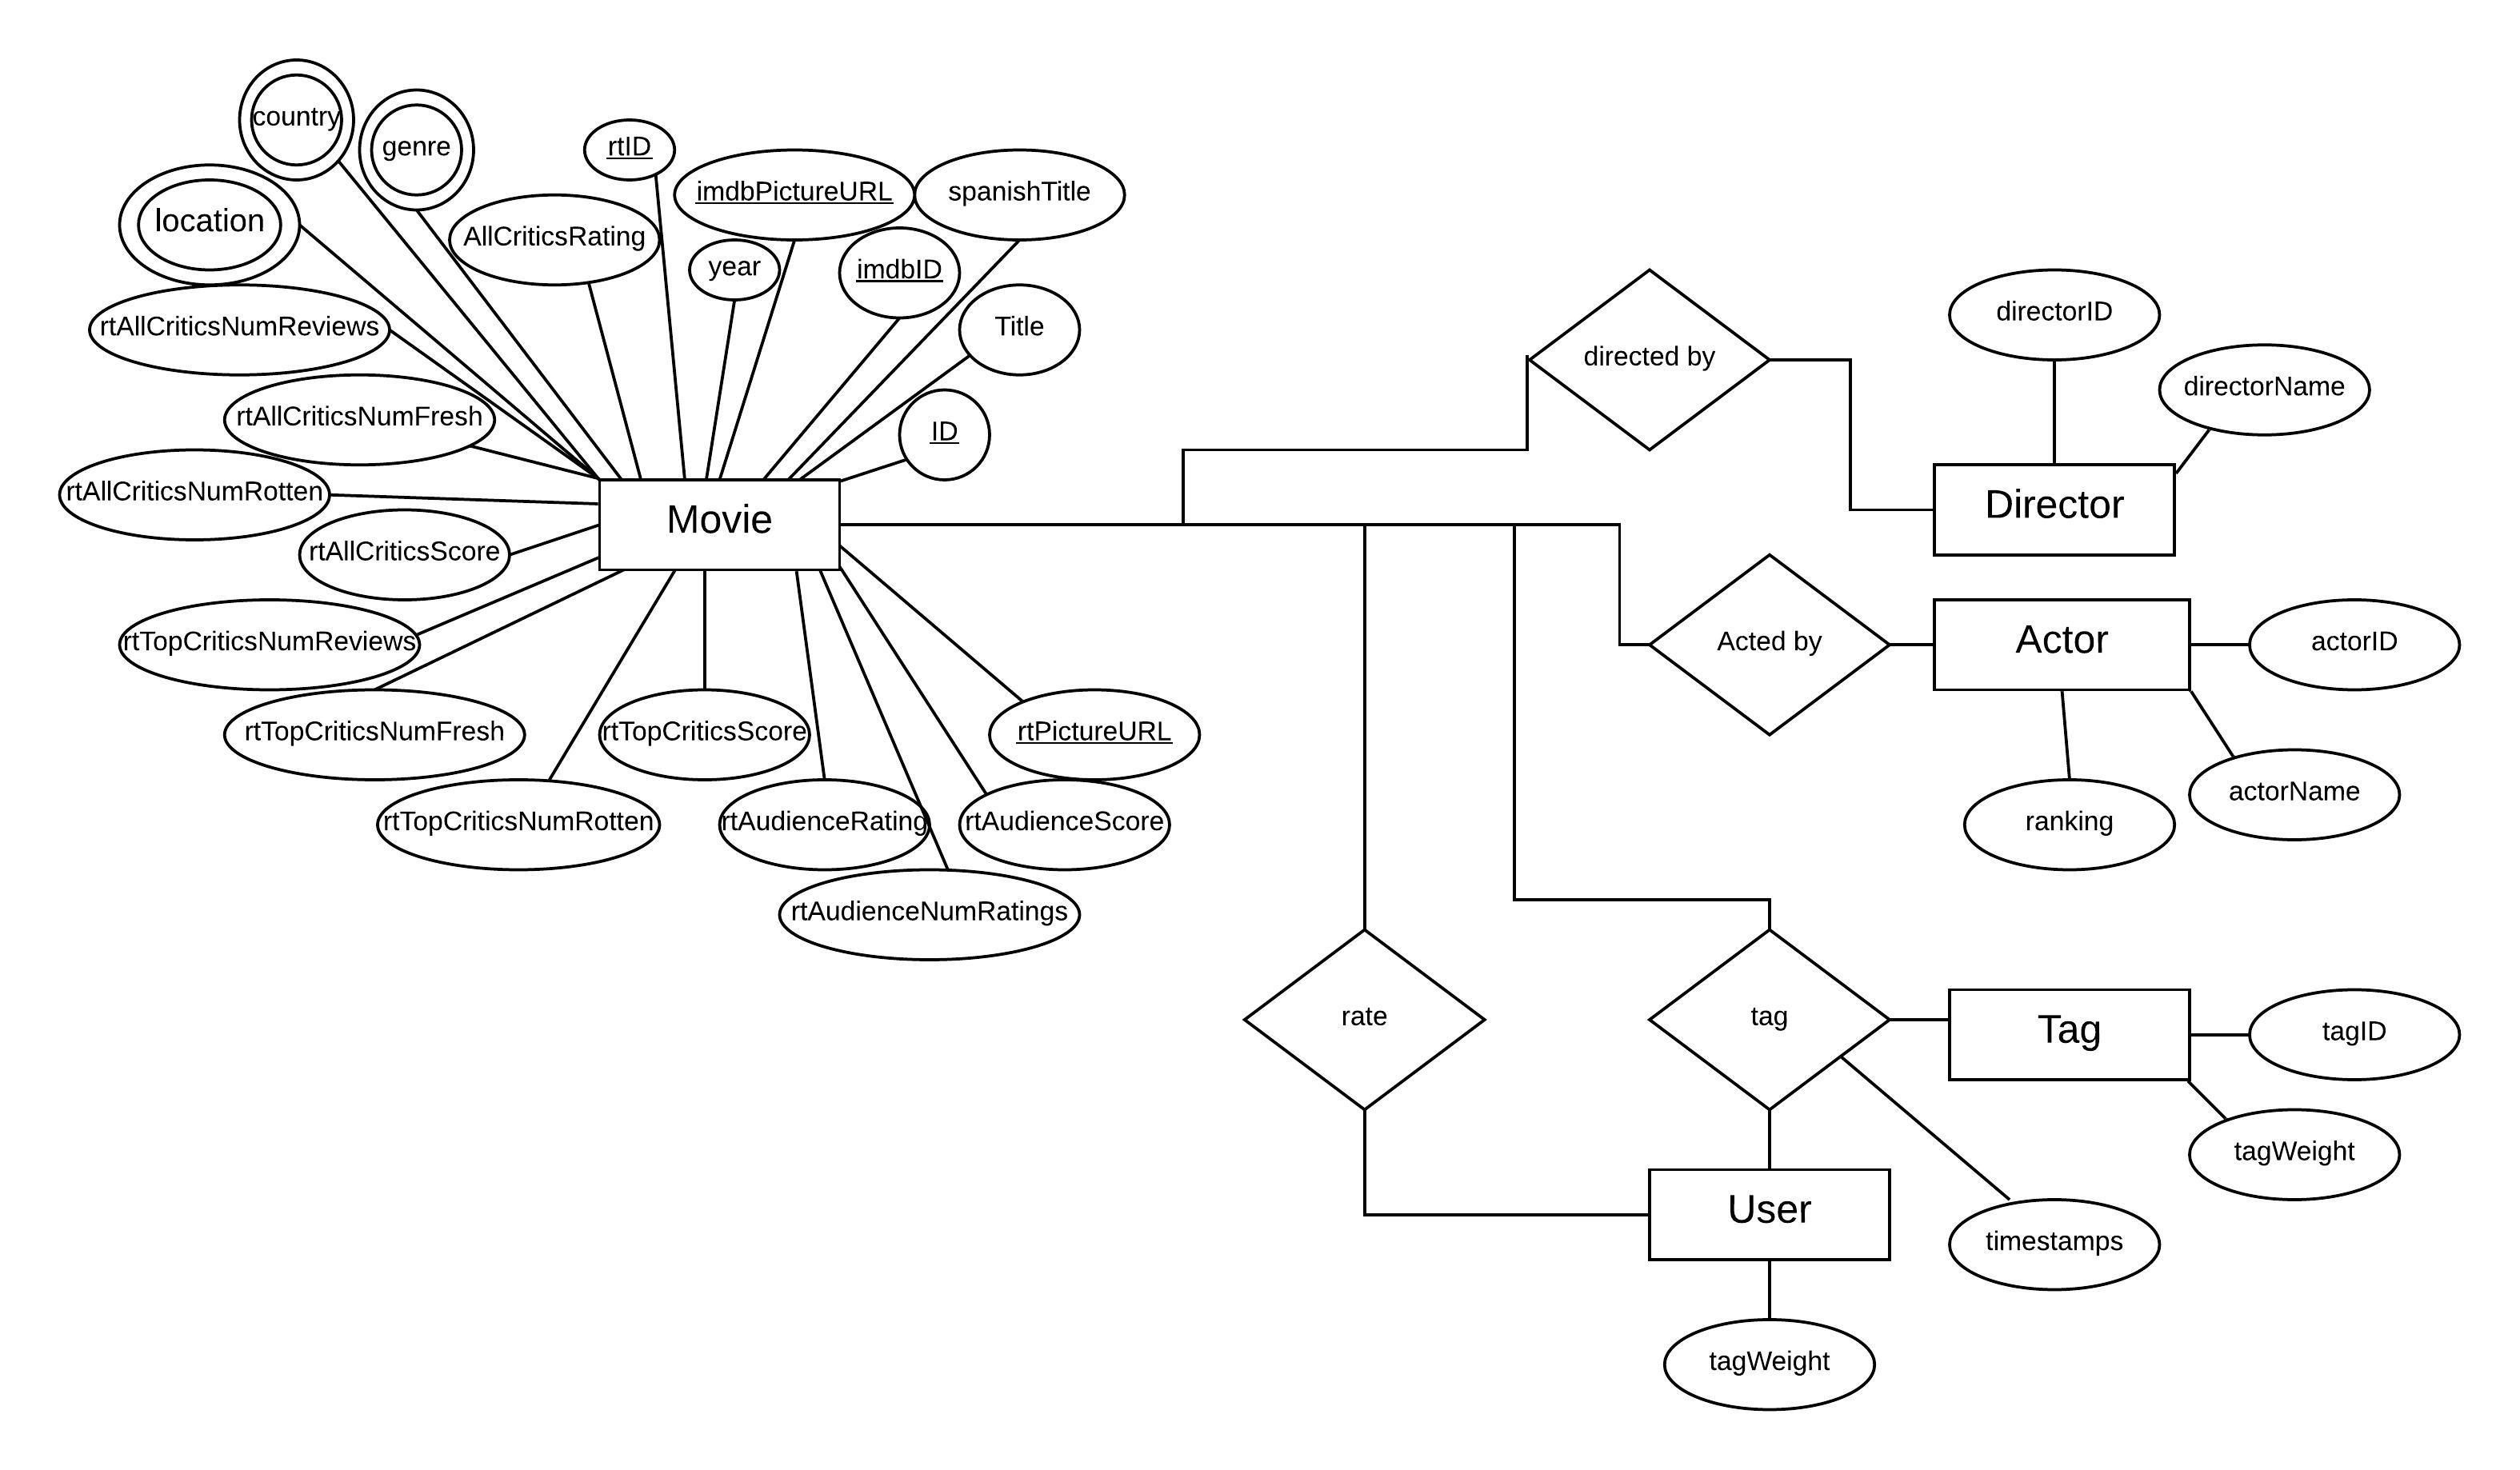 country
genre
rtID
imdbPictureURL
spanishTitle
location
AllCriticsRating
year
imdbID
Title
rtAllCriticsNumReviews
rtAllCriticsNumFresh
ID
rtAllCriticsNumRotten
Movie
rtAllCriticsScore
rtTopCriticsNumReviews
rtTopCriticsNumFresh
rtTopCriticsScore
rtPictureURL
rtTopCriticsNumRotten
rtAudienceRating
rtAudienceScore
rtAudienceNumRatings
directed by
directorID
directorName
Director
Acted by
Actor
actorID
actorName
ranking
rate
tag
Tag
tagID
tagWeight
User
timestamps
tagWeight